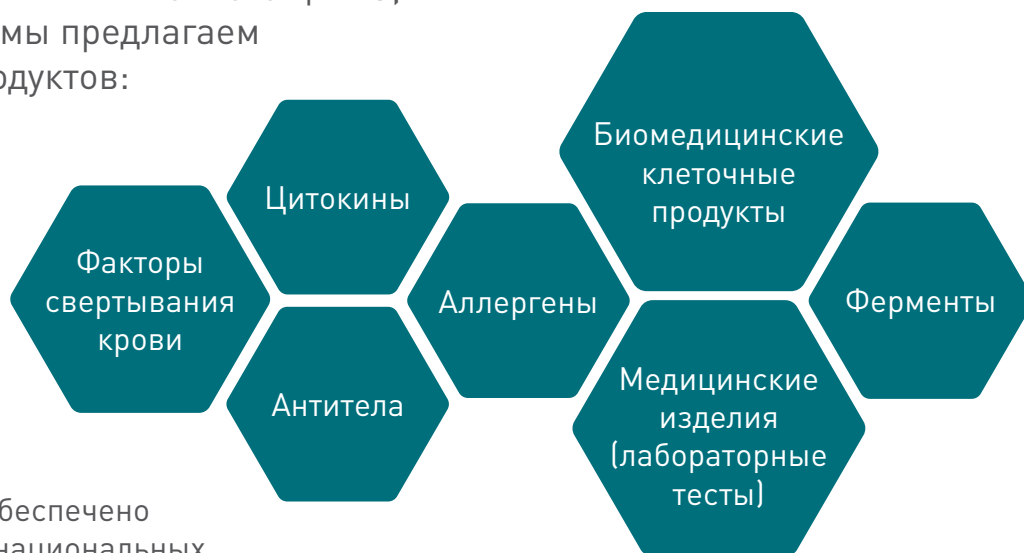 мы предлагаем
одуктов:
Биомедицинские
клеточные
продукты
Цитокины
Факторы
свертывания
крови
Аллергены
Ферменты
Антитела
Медицинские
изделия
(лабораторные
тесты)
беспечено
национальных